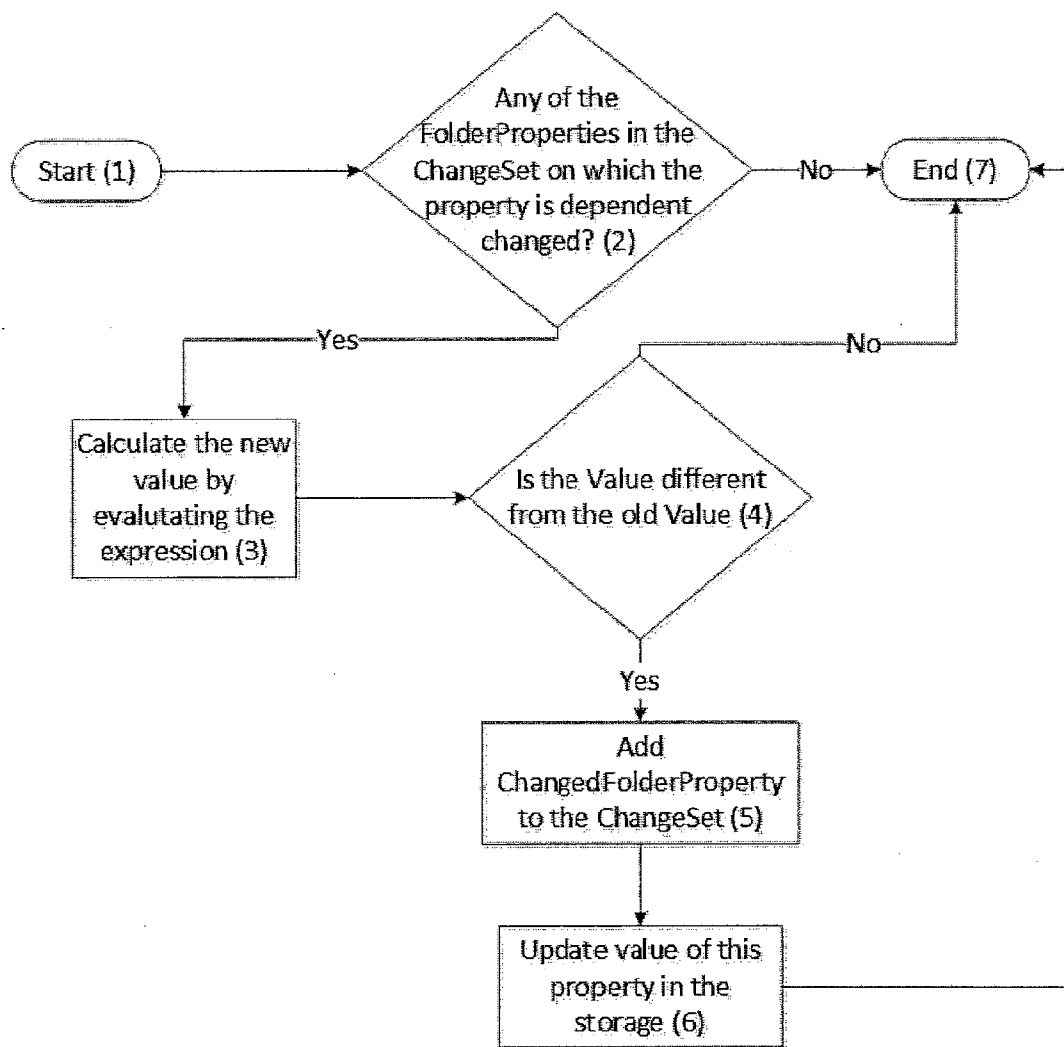 Any of the
FolderProperties in the
ChangeSet on which the
property is dependent
changed? (2)
Start (1)
No
End (7)
Yes
No
Calculate the new
value by
evalutating the
expression (3)
Is the Value different
from the old Value (4)
Yes
Add
ChangedFolderProperty
to the ChangeSet (5)
Update value of this
property in the
storage (6)